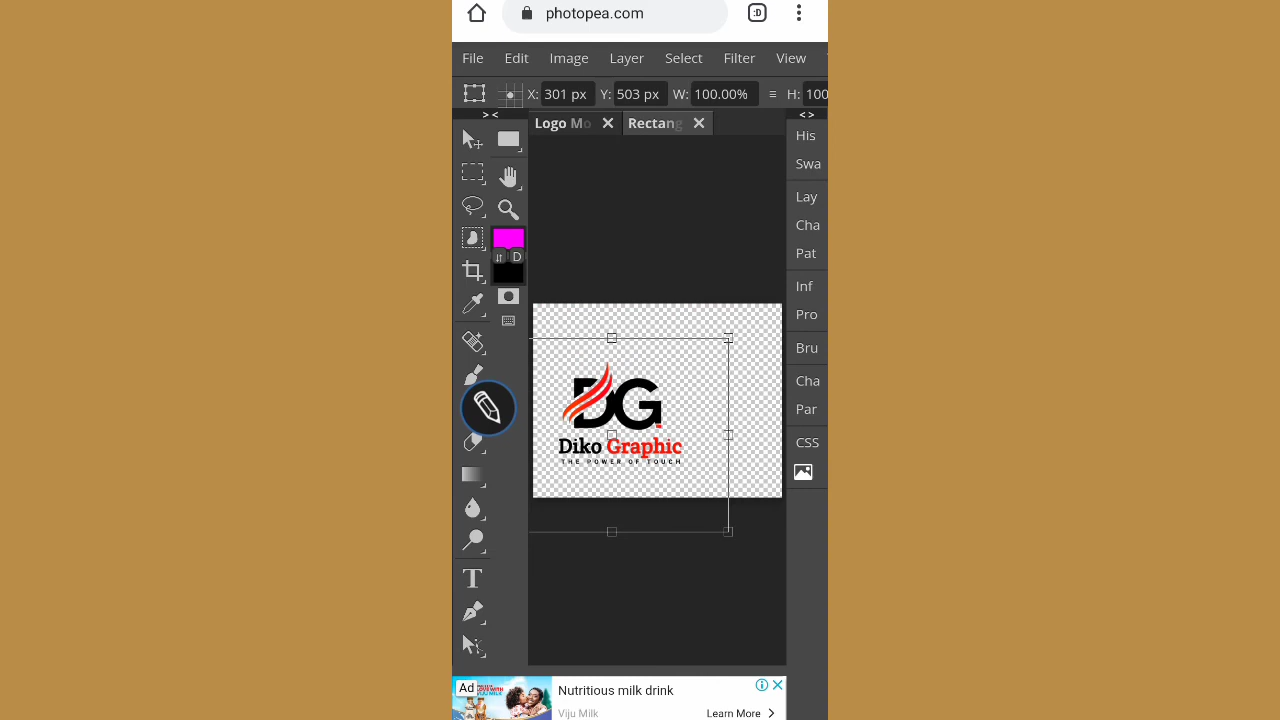 photopea.com
:D
File Edit Image Layer Select Filter View
X: 301 px Y: 503 px W: 100.00% H: 100
> < < >
Logo Mo Rectang
His
Swa
Lay
Cha
Pat
Inf
Pro
Bru
Cha
Par
CSS
D
DG
Diko Graphic
THE POWER OF TOUCH
T
Ad
Nutritious milk drink
Viju Milk
Learn More